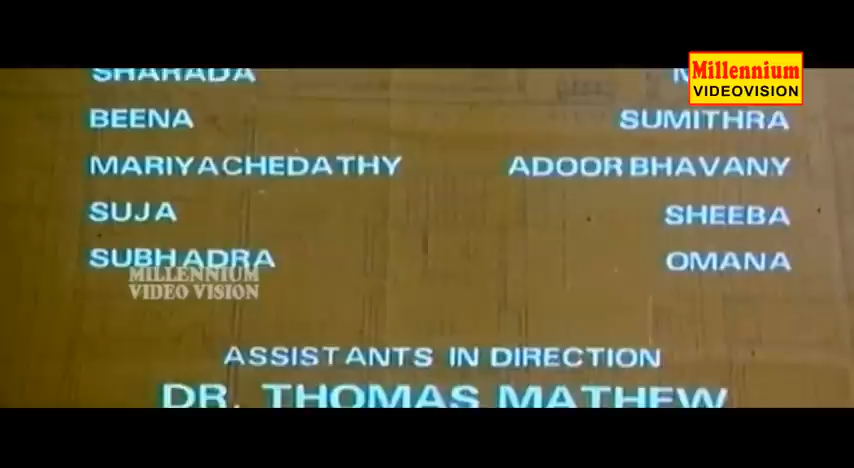 Millennium
VIDEOVISION
SHARADA
BEENA SUMITHRA
MARIYACHEDATHY ADOOR BHAVANY
SUJA SHEEBA
SUBHADRA OMANA
MILLENNIUM
VIDEO VISION
ASSISTANTS IN DIRECTION
DR. THOMAS MATHEW